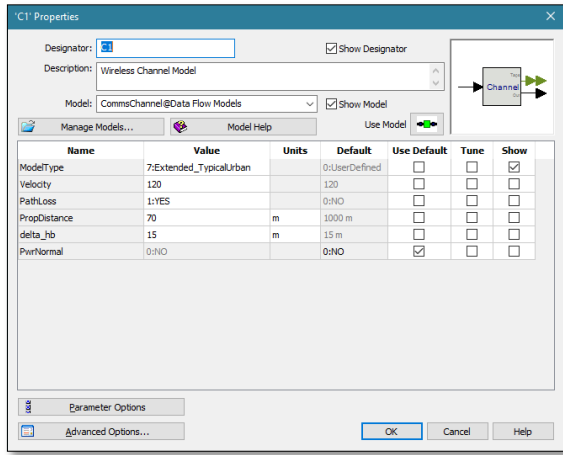 'C1' Properties
Designator: C1 Show Designator
Description: Wireless Channel Model
Model: CommsChannel@Data Flow Models Show Model
Manage Models... Model Help Use Model
Taps
Channel
Out
Name Value Units Default Use Default Tune Show
ModelType 7:Extended_TypicalUrban 0:UserDefined
Velocity 120 120
PathLoss 1:YES 0:NO
PropDistance 70 m 1000 m
delta_hb 15 m 15 m
PwrNormal 0:NO 0:NO
Parameter Options
Advanced Options... OK Cancel Help